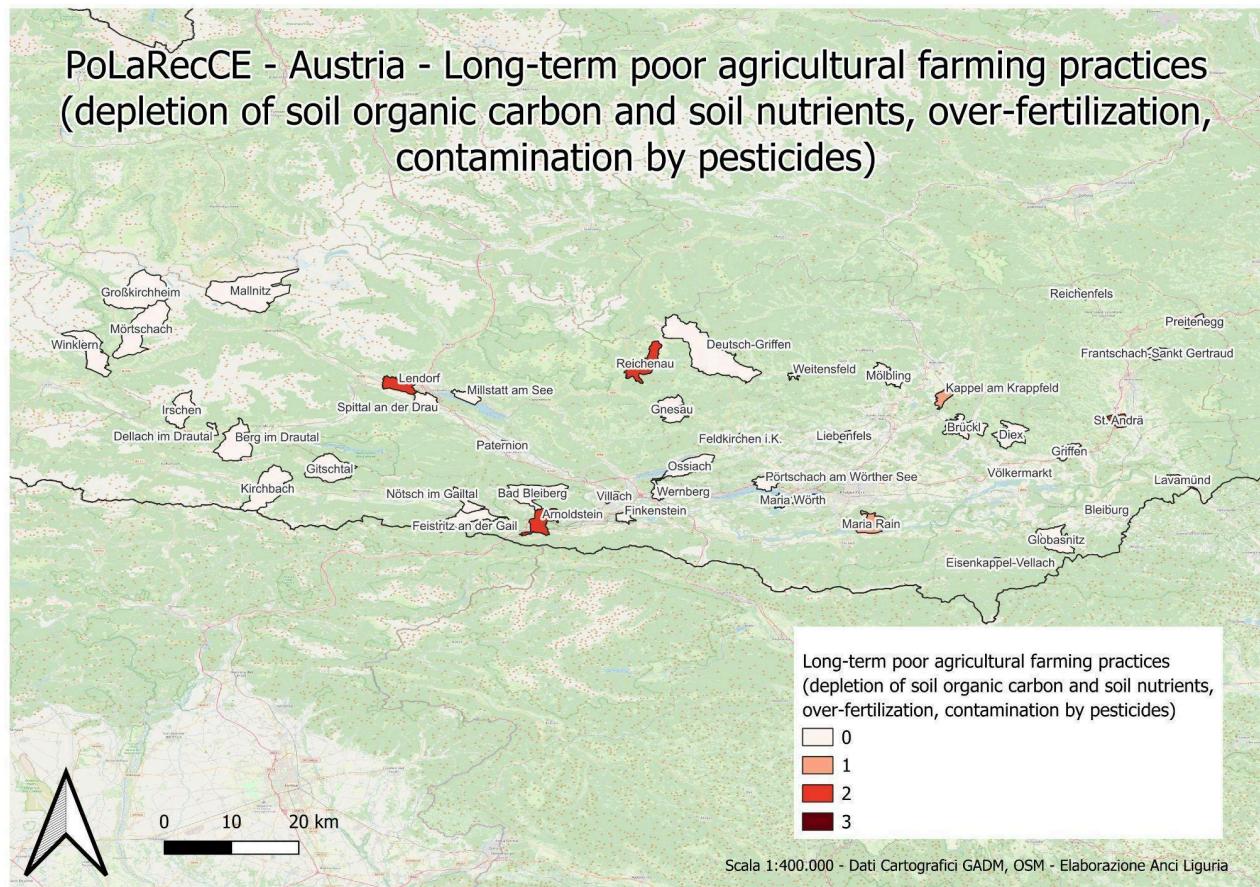 PoLaRecCE - Austria - Long-term poor agricultural farming practices
(depletion of soil organic carbon and soil nutrients, over-fertilization,
contamination by pesticides)
Großkirchheim
Mallnitz
Reichenfels
Mörtschach
Preitenegg
Winklern
Deutsch-Griffen
Frantschach-Sankt Gertraud
Reichenau
Weitensfeld
Mölbling
Lendorf
Millstatt am See
Kappel am Krappfeld
Spittal an der Drau
Irschen
Gnesau
St. Andrä
Dellach im Drautal
Berg im Drautal
Paternion
Feldkirchen i.K.
Liebenfels
Brückl
Diex
Griffen
Gitschtal
Ossiach
Völkermarkt
Pörtschach am Wörther See
Lavamünd
Kirchbach
Nötsch im Gailtal
Bad Bleiberg
Villach
Wernberg
Maria Wörth
Bleiburg
Feistritz an der Gail
Arnoldstein
Finkenstein
Maria Rain
Globasnitz
Eisenkappel-Vellach
Long-term poor agricultural farming practices
(depletion of soil organic carbon and soil nutrients,
over-fertilization, contamination by pesticides)
0
1
2
3
0 10 20 km
Scala 1:400.000 - Dati Cartografici GADM, OSM - Elaborazione Anci Liguria